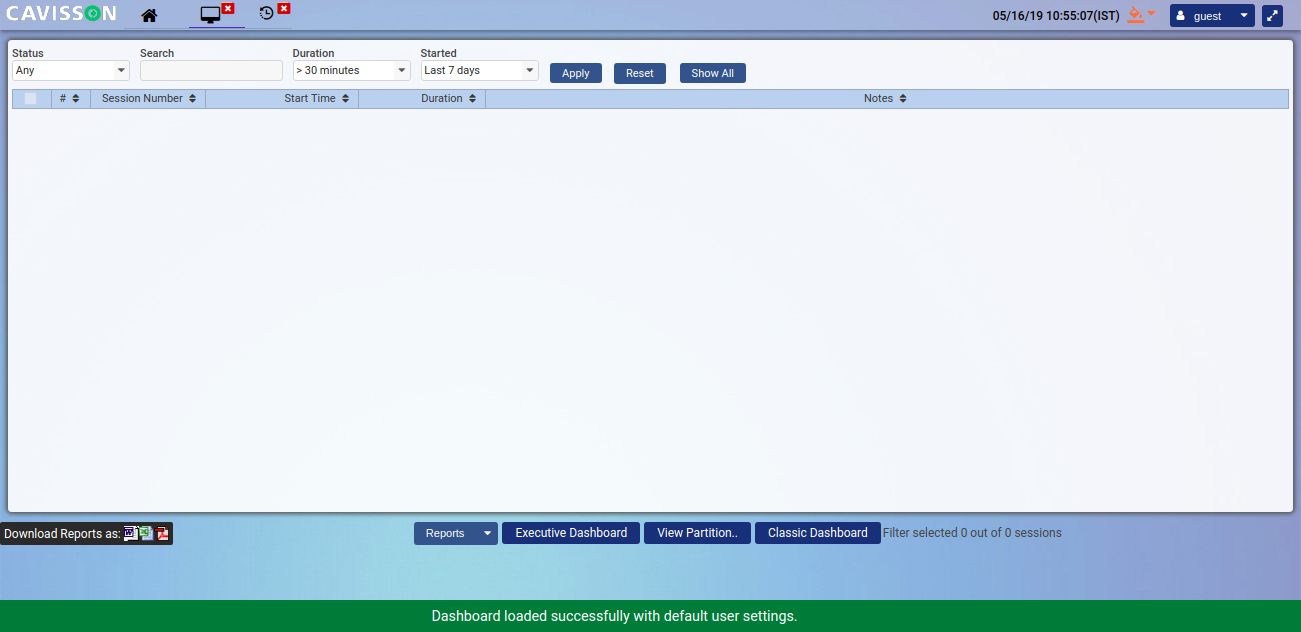 CAVISSON
05/16/19 10:55:07(IST)
guest
Status
Search
Duration
Started
Any
> 30 minutes
Last 7 days
Apply
Reset
Show All
#
Session Number
Start Time
Duration
Notes
Download Reports as:
Reports
Executive Dashboard
View Partition..
Classic Dashboard
Filter selected 0 out of 0 sessions
Dashboard loaded successfully with default user settings.